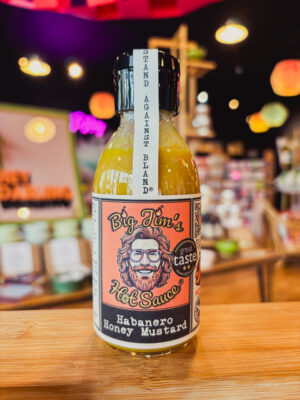 STAND AGAINST BLAND®
Big Jim's
great
taste
Hot Sauce
Habanero
Honey Mustard